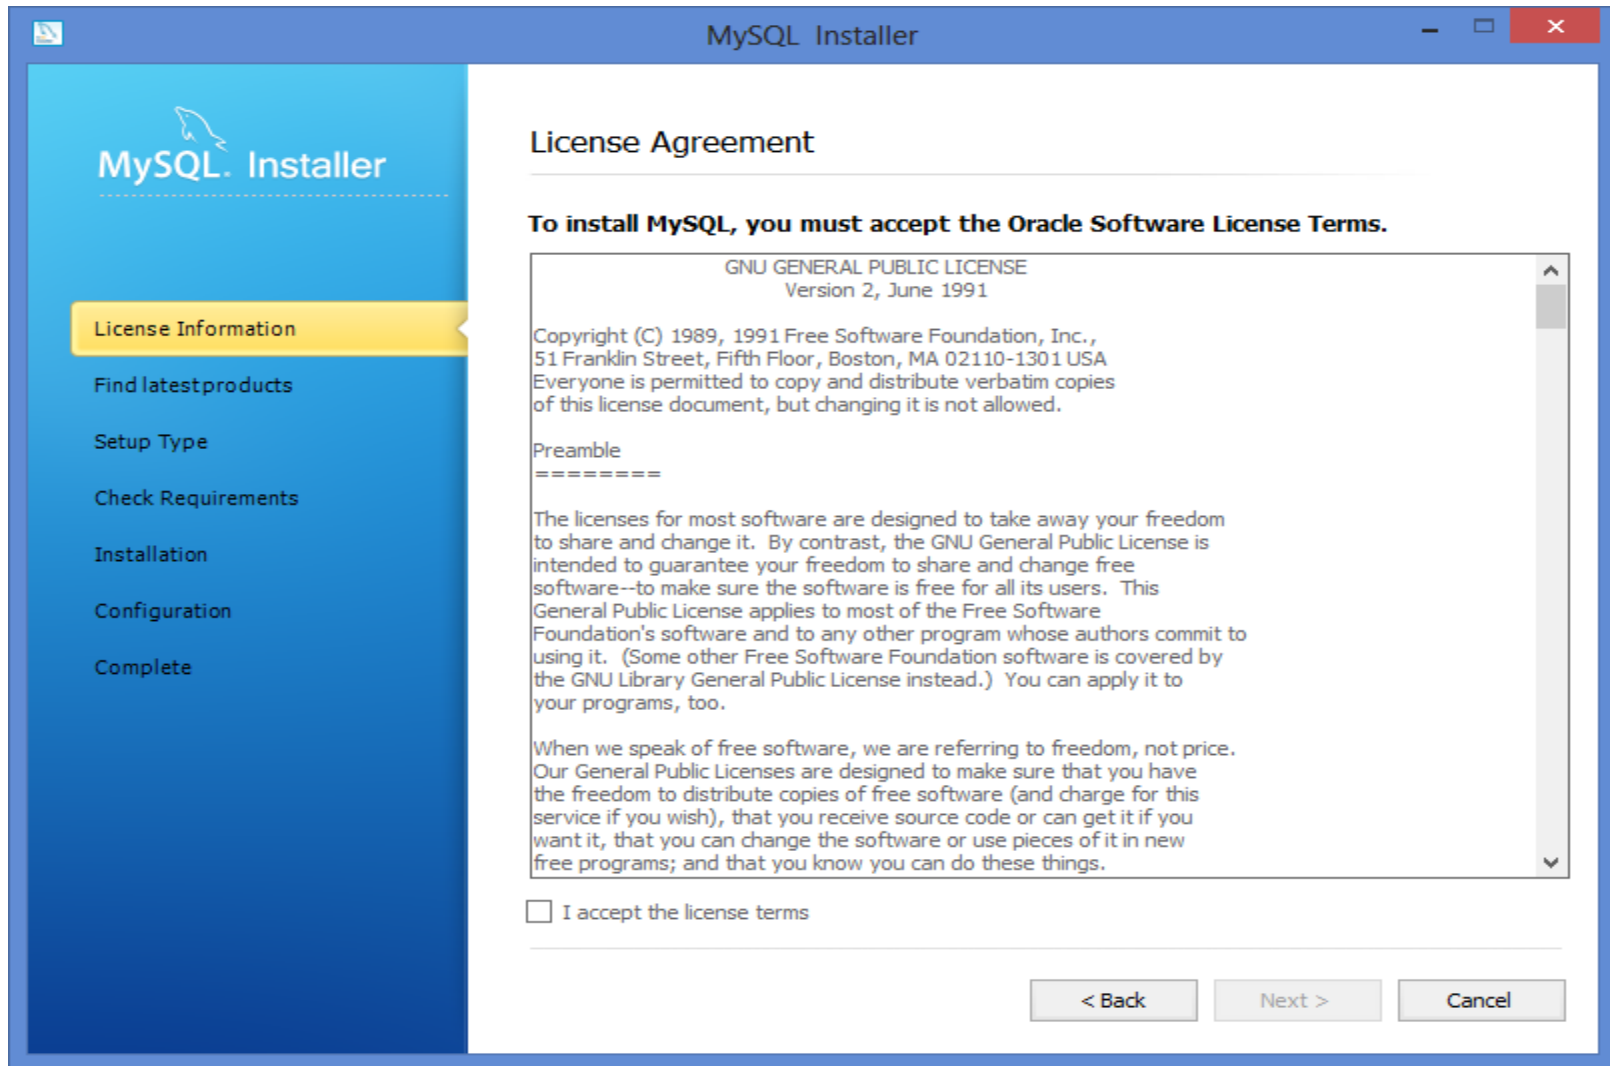 MySQL Installer
MySQL. Installer
License Information
Find latest products
Setup Type
Check Requirements
Installation
Configuration
Complete
License Agreement
To install MySQL, you must accept the Oracle Software License Terms.
GNU GENERAL PUBLIC LICENSE
Version 2, June 1991
Copyright (C) 1989, 1991 Free Software Foundation, Inc.,
51 Franklin Street, Fifth Floor, Boston, MA 02110-1301 USA
Everyone is permitted to copy and distribute verbatim copies
of this license document, but changing it is not allowed.
Preamble
========
The licenses for most software are designed to take away your freedom
to share and change it.  By contrast, the GNU General Public License is
intended to guarantee your freedom to share and change free
software--to make sure the software is free for all its users.  This
General Public License applies to most of the Free Software
Foundation's software and to any other program whose authors commit to
using it.  (Some other Free Software Foundation software is covered by
the GNU Library General Public License instead.)  You can apply it to
your programs, too.
When we speak of free software, we are referring to freedom, not price.
Our General Public Licenses are designed to make sure that you have
the freedom to distribute copies of free software (and charge for this
service if you wish), that you receive source code or can get it if you
want it, that you can change the software or use pieces of it in new
free programs; and that you know you can do these things.
I accept the license terms
< Back
Next >
Cancel